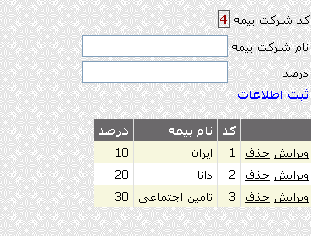 کد شرکت بیمه 4
نام شرکت بیمه
درصد
ثبت اطلاعات
کد نام بیمه درصد
ویرایش حذف 1 ایران 10
ویرایش حذف 2 دانا 20
ویرایش حذف 3 تامین اجتماعی 30